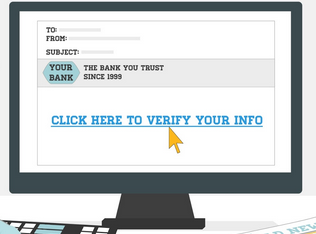 TO:
FROM:
SUBJECT:
YOUR BANK
THE BANK YOU TRUST
SINCE 1999
CLICK HERE TO VERIFY YOUR INFO